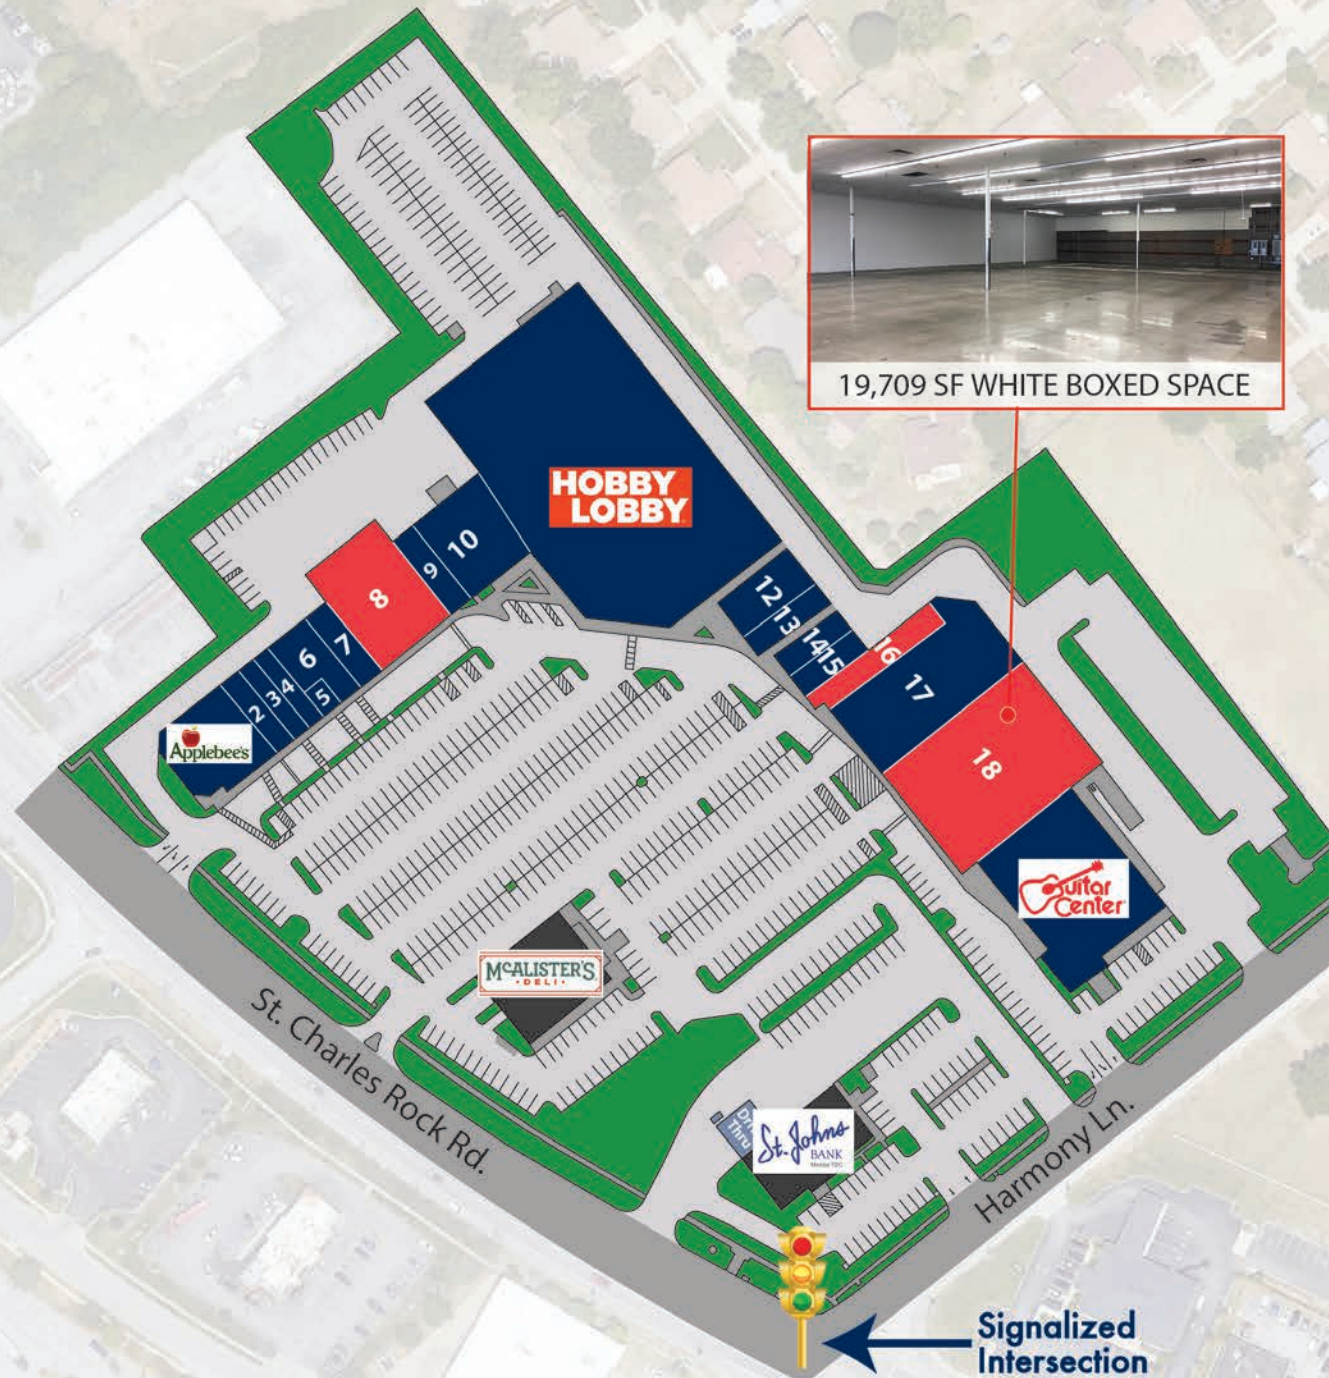 19,709 SF WHITE BOXED SPACE
HOBBY
LOBBY
10
9
8
7
6
5
4
3
2
Applebee's
12
13
14
15
16
17
18
Guitar
Center
McALISTER'S
DELI
St. Charles Rock Rd.
Thru
St. Johns
BANK
Harmony Ln.
Signalized
Intersection